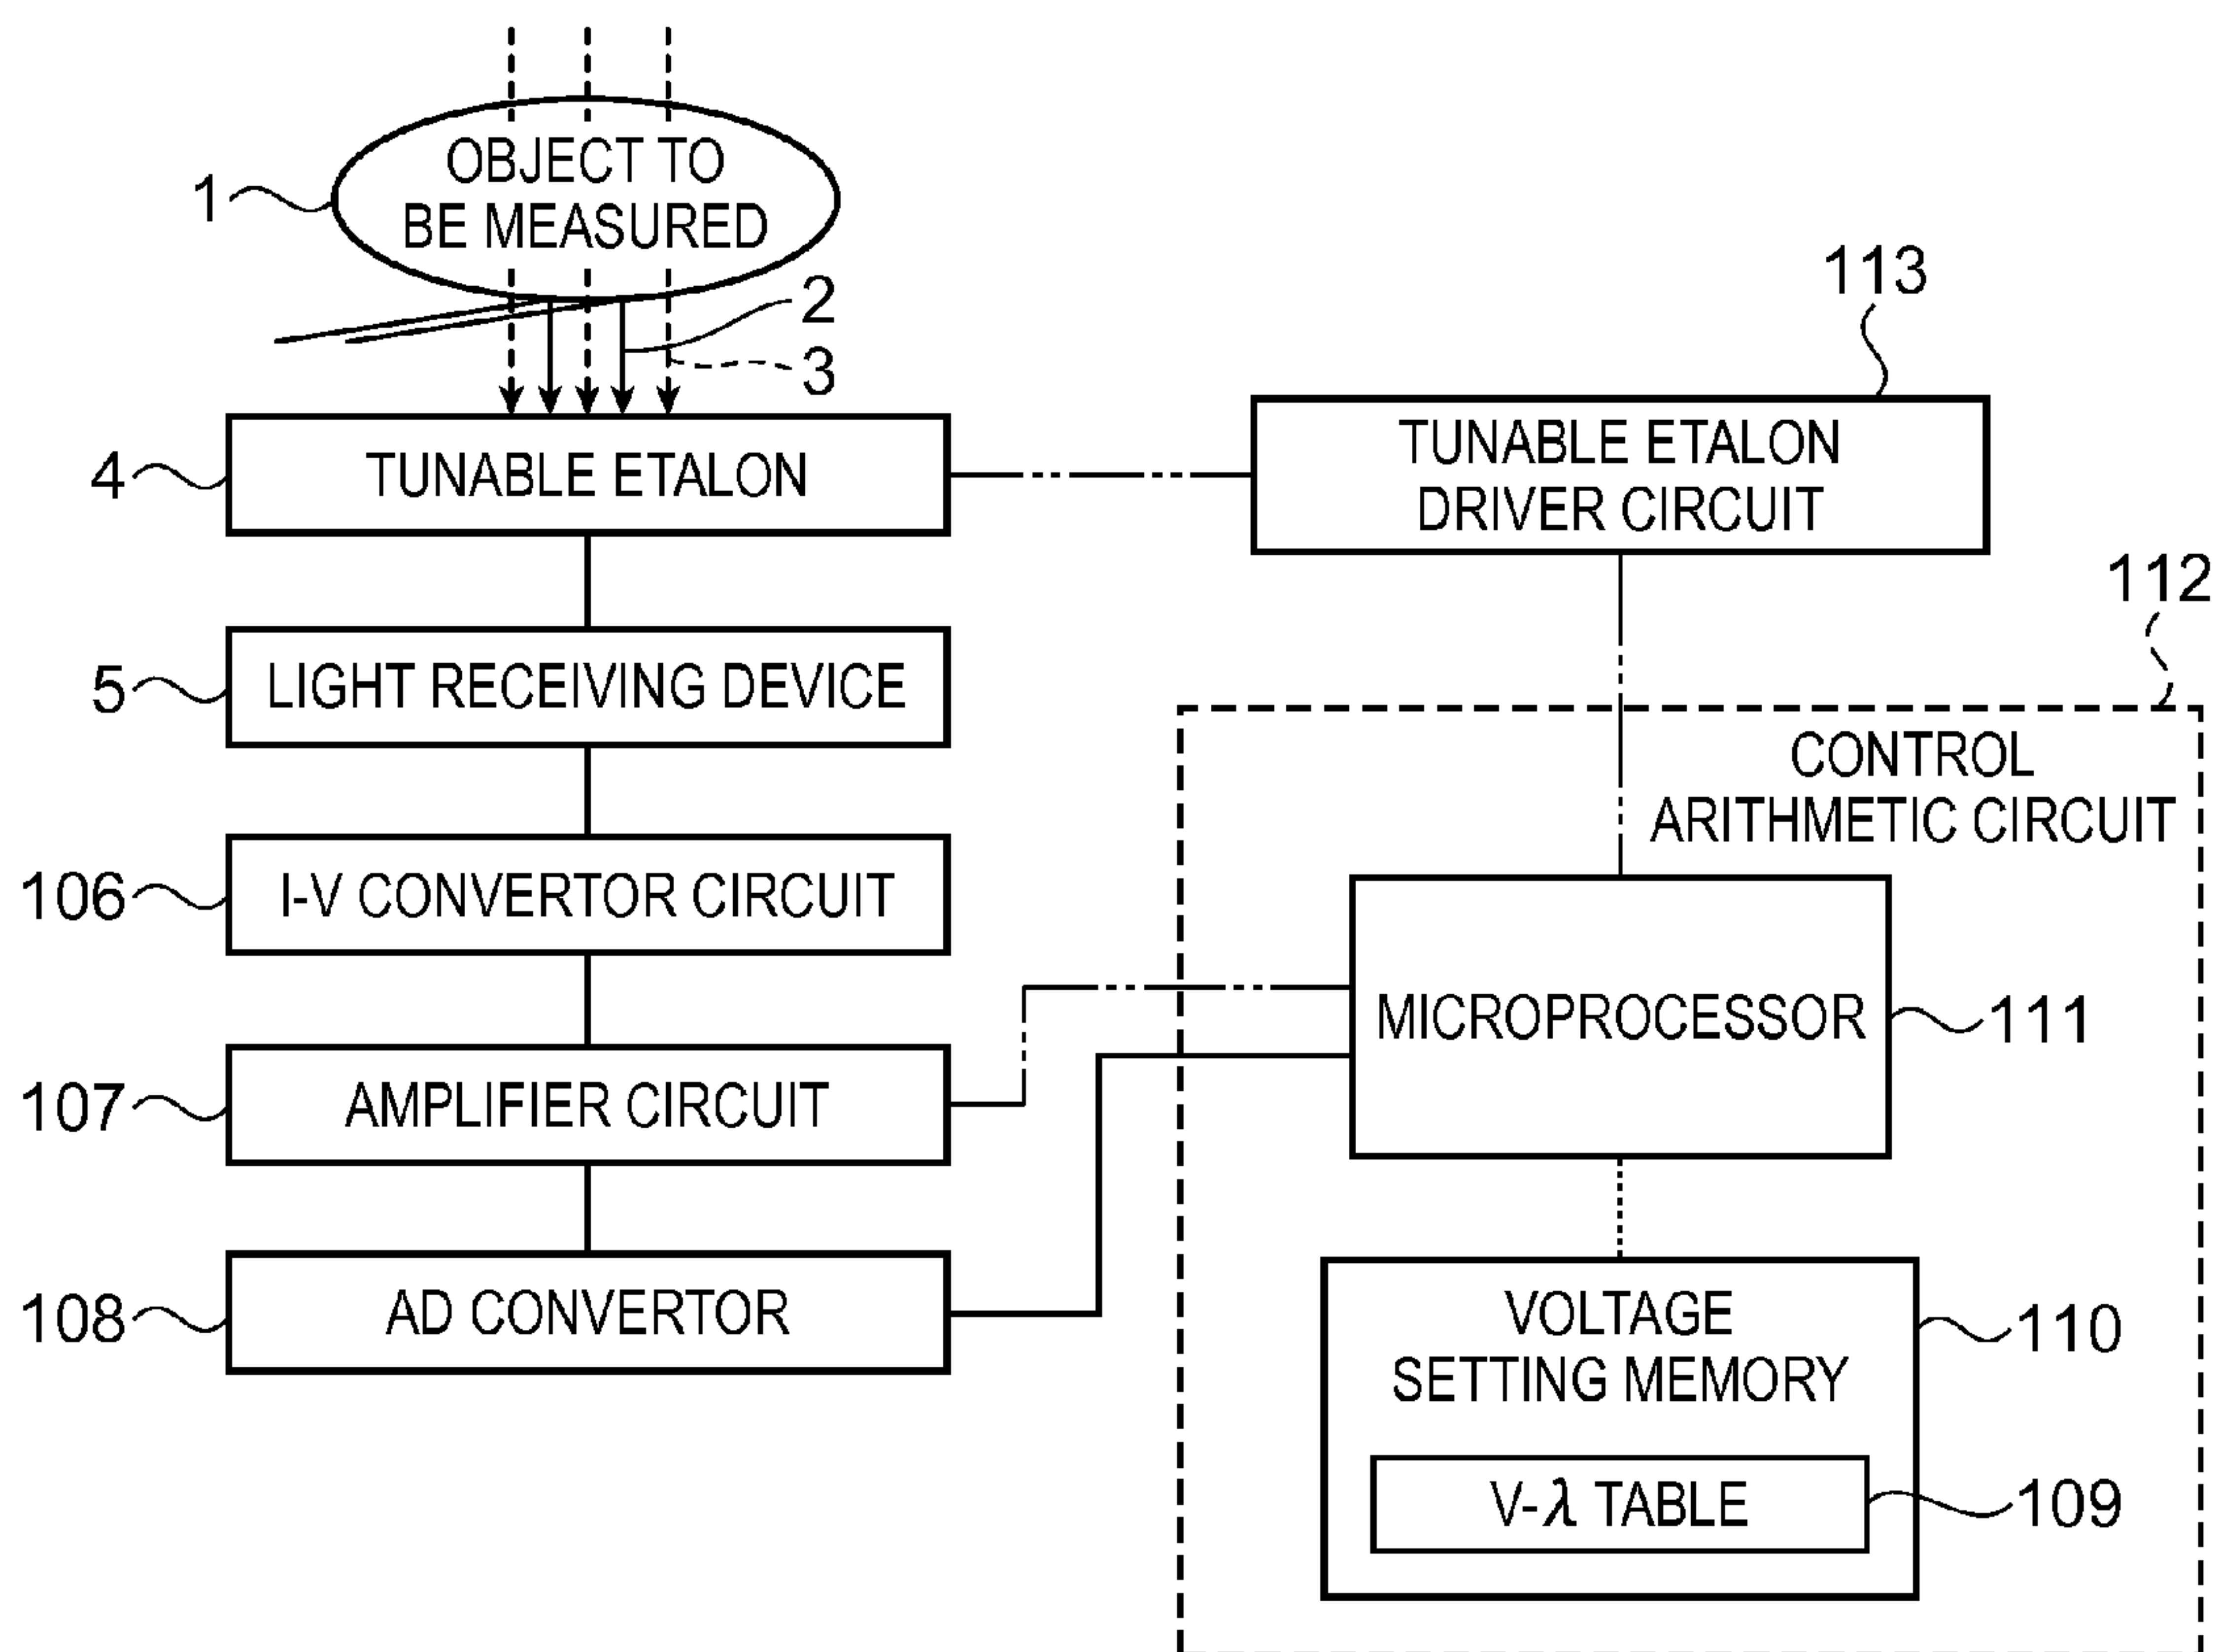 OBJECT TO
BE MEASURED
1
2
3
113
4
TUNABLE ETALON
TUNABLE ETALON
DRIVER CIRCUIT
112
5
LIGHT RECEIVING DEVICE
CONTROL
ARITHMETIC CIRCUIT
106
I-V CONVERTOR CIRCUIT
MICROPROCESSOR
111
107
AMPLIFIER CIRCUIT
108
AD CONVERTOR
VOLTAGE
SETTING MEMORY
110
V-λ TABLE
109